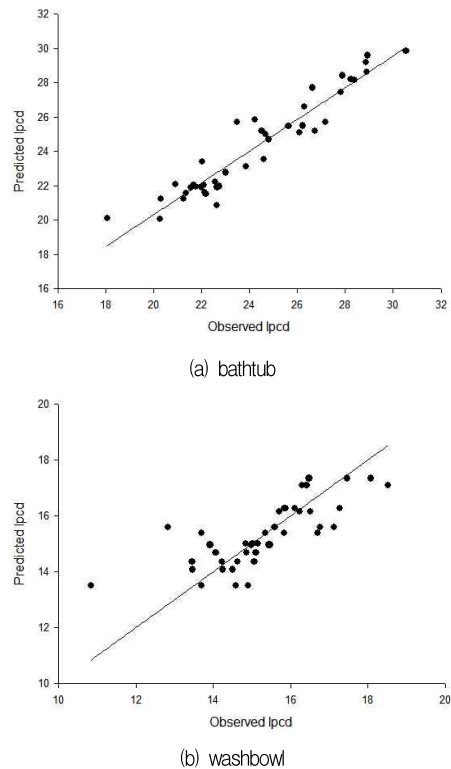 32
30
28
26
24
22
20
18
16
Predicted lpcd
16 18 20 22 24 26 28 30 32
Observed lpcd
(a) bathtub
20
18
16
14
12
10
Predicted lpcd
10 12 14 16 18 20
Observed lpcd
(b) washbowl